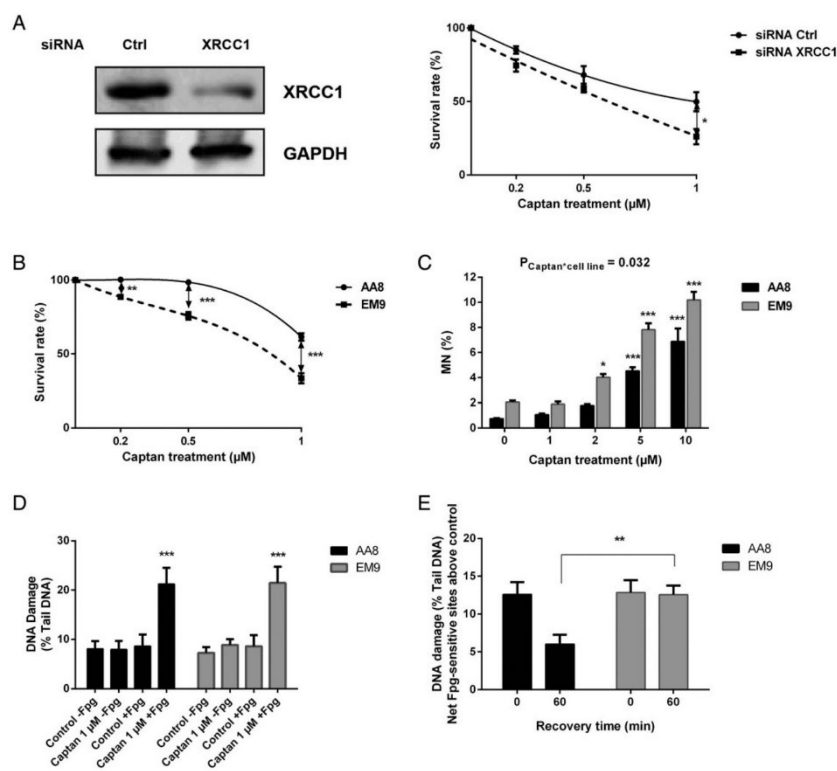 A
siRNA Ctrl XRCC1
XRCC1
GAPDH
Survival rate (%)
100
50
0
0.2 0.5 1
Captan treatment (µM)
*
siRNA Ctrl
siRNA XRCC1
B
Survival rate (%)
100
50
0
**
***
***
0.2 0.5 1
Captan treatment (µM)
AA8
EM9
C
PCaptan*cell line = 0.032
MN (%)
12
10
8
6
4
2
0
*
***
***
***
***
0 1 2 5 10
Captan treatment (µM)
AA8
EM9
D
DNA Damage
(% Tail DNA)
30
20
10
0
***
***
Control -Fpg
Captan 1 µM -Fpg
Control +Fpg
Captan 1 µM +Fpg
Control -Fpg
Captan 1 µM -Fpg
Control +Fpg
Captan 1 µM +Fpg
AA8
EM9
E
DNA damage (% Tail DNA)
Net Fpg-sensitive sites above control
20
15
10
5
0
**
0 60 0 60
Recovery time (min)
AA8
EM9